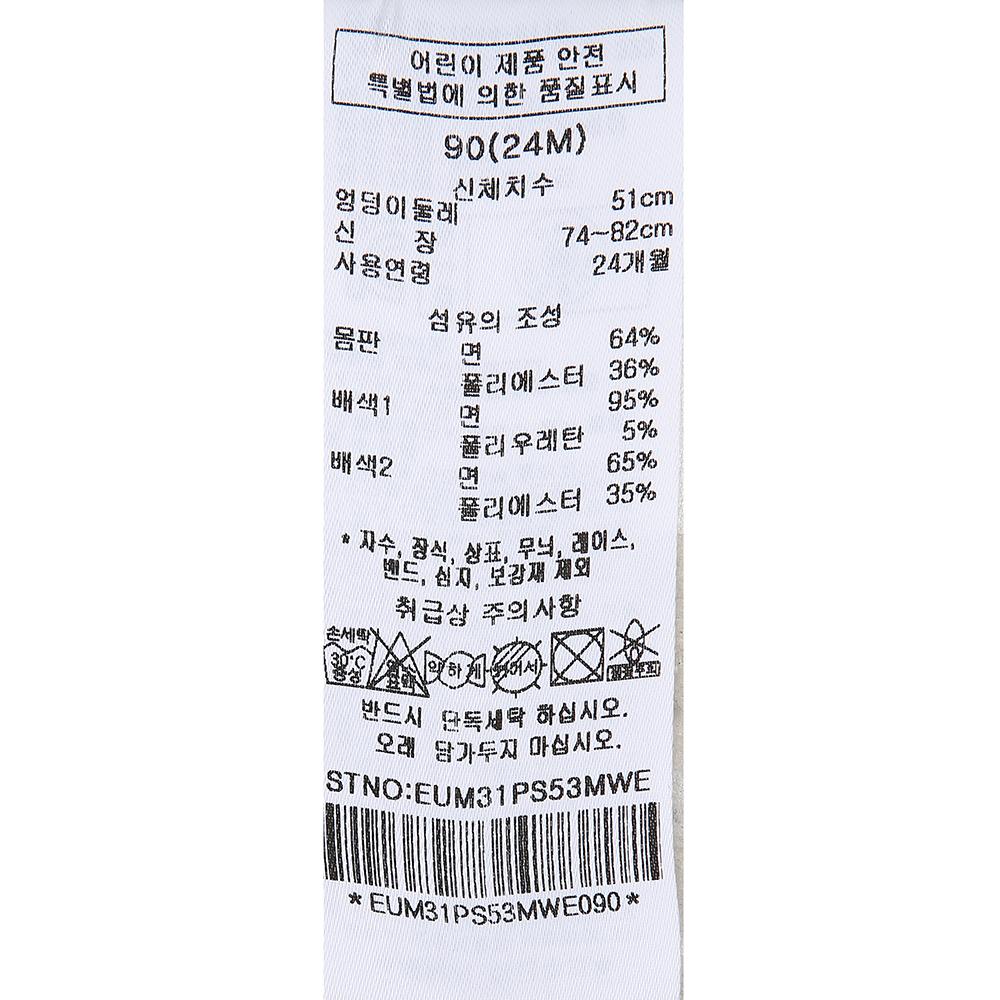 어린이 제품 안전
특별법에 의한 품질표시
90(24M)
신체치수
엉덩이둘레 51cm
신 장 74~82cm
사용연령 24개월
섬유의 조성
몸판 면 64%
폴리에스터 36%
배색1 면 95%
폴리우레탄 5%
배색2 면 65%
폴리에스터 35%
* 자수, 장식, 상표, 무늬, 레이스,
밴드, 심지, 보강재 제외
취급상 주의사항
손세탁
30°C 약하게
중성
반드시 단독세탁 하십시오.
오래 담가두지 마십시오.
STNO:EUM31PS53MWE
*EUM31PS53MWE090*